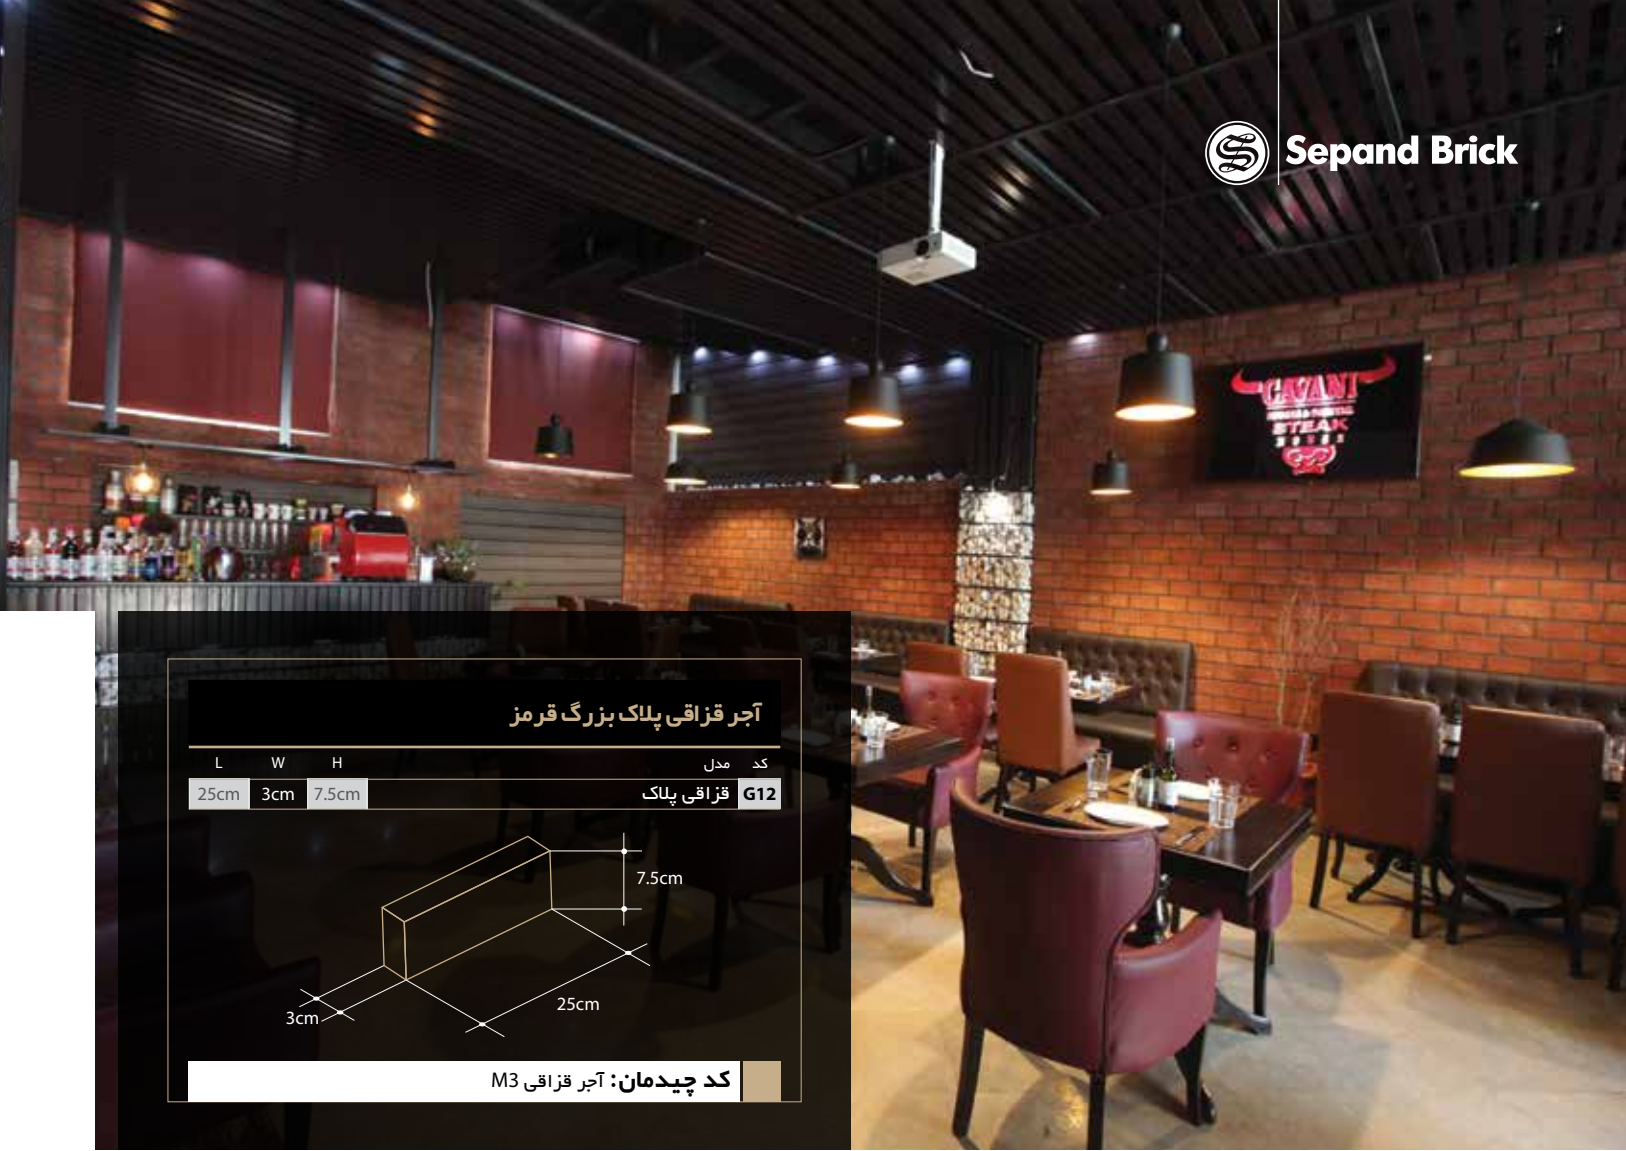 Sepand Brick
CAVANI
STEAK
آجر قزاقی پلاک بزرگ قرمز
کد مدل H W L
G12 قزاقی پلاک 7.5cm 3cm 25cm
7.5cm
25cm
3cm
کد چیدمان: آجر قزاقی M3